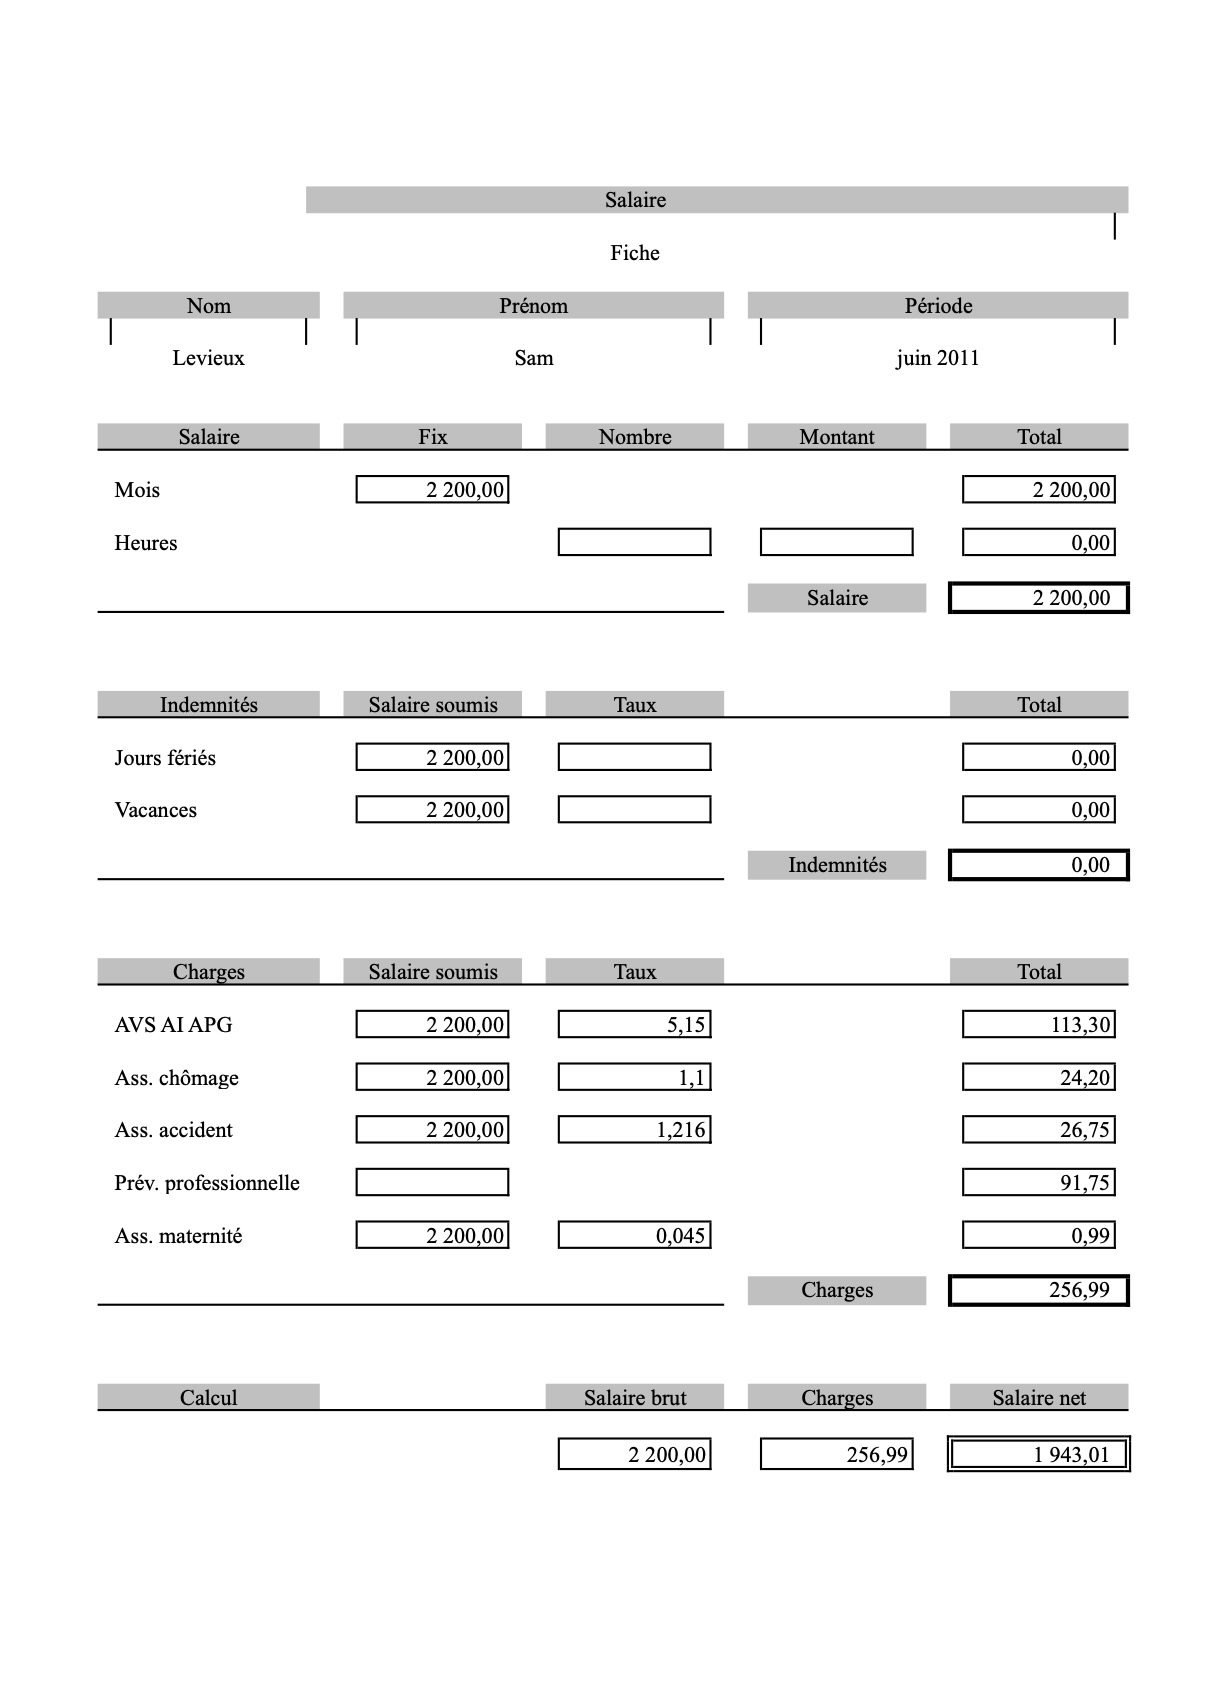 Salaire
Fiche
Nom Prénom Période
Levieux Sam juin 2011
Salaire Fix Nombre Montant Total
Mois 2 200,00 2 200,00
Heures 0,00
Salaire 2 200,00
Indemnités Salaire soumis Taux Total
Jours fériés 2 200,00 0,00
Vacances 2 200,00 0,00
Indemnités 0,00
Charges Salaire soumis Taux Total
AVS AI APG 2 200,00 5,15 113,30
Ass. chômage 2 200,00 1,1 24,20
Ass. accident 2 200,00 1,216 26,75
Prév. professionnelle 91,75
Ass. maternité 2 200,00 0,045 0,99
Charges 256,99
Calcul Salaire brut Charges Salaire net
2 200,00 256,99 1 943,01